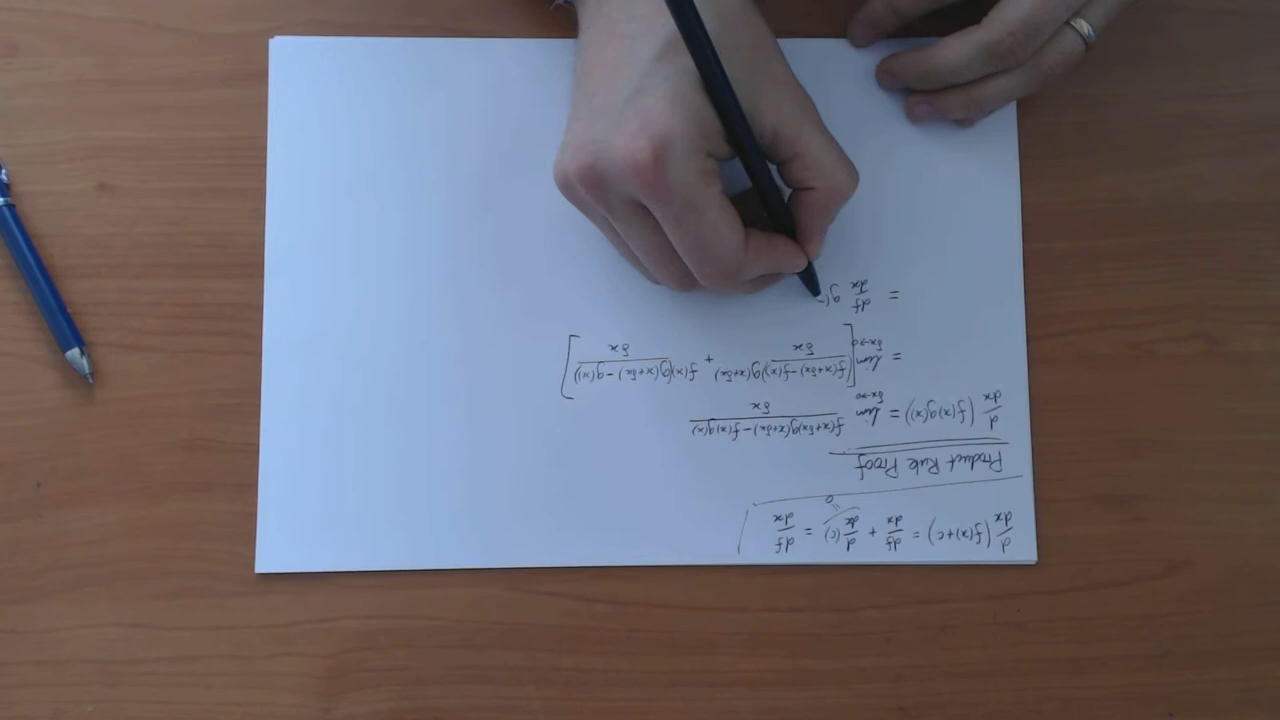 d/dx (f(x)+c) = df/dx + d/dx (c) = df/dx
= 0
Product Rule Proof
d/dx (f(x)g(x)) = lim δx→0 f(x+δx)g(x+δx) − f(x)g(x) / δx
= lim δx→0 [ (f(x+δx)−f(x))g(x+δx) / δx + f(x)(g(x+δx) − g(x)) / δx ]
= df/dx g(